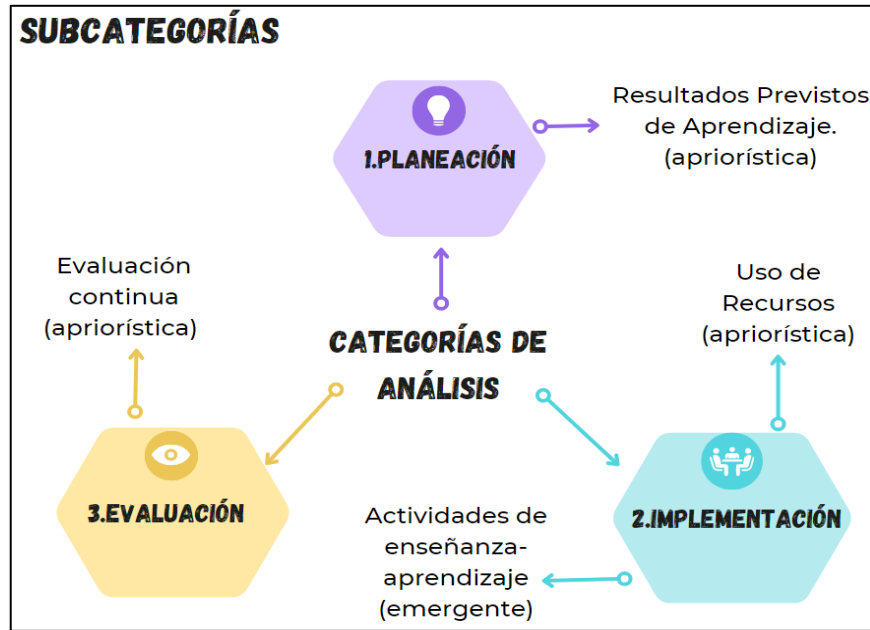 SUBCATEGORÍAS
1.PLANEACIÓN
Resultados Previstos
de Aprendizaje.
(apriorística)
Evaluación
continua
(apriorística)
Uso de
Recursos
(apriorística)
CATEGORÍAS DE
ANÁLISIS
3.EVALUACIÓN
Actividades de
enseñanza-
aprendizaje
(emergente)
2.IMPLEMENTACIÓN